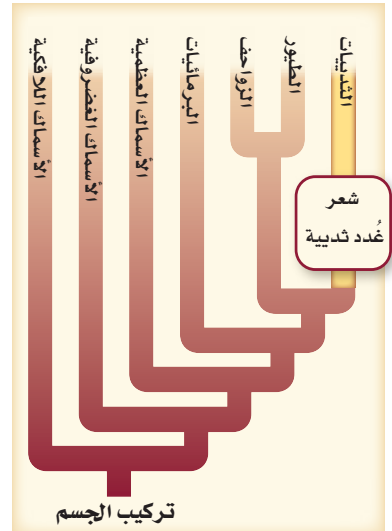 الثدييات
الطيور
الزواحف
البرمائيات
الأسماك العظمية
الأسماك الغضروفية
الأسماك اللافكية
شعر
غُدد ثديية
تركيب الجسم